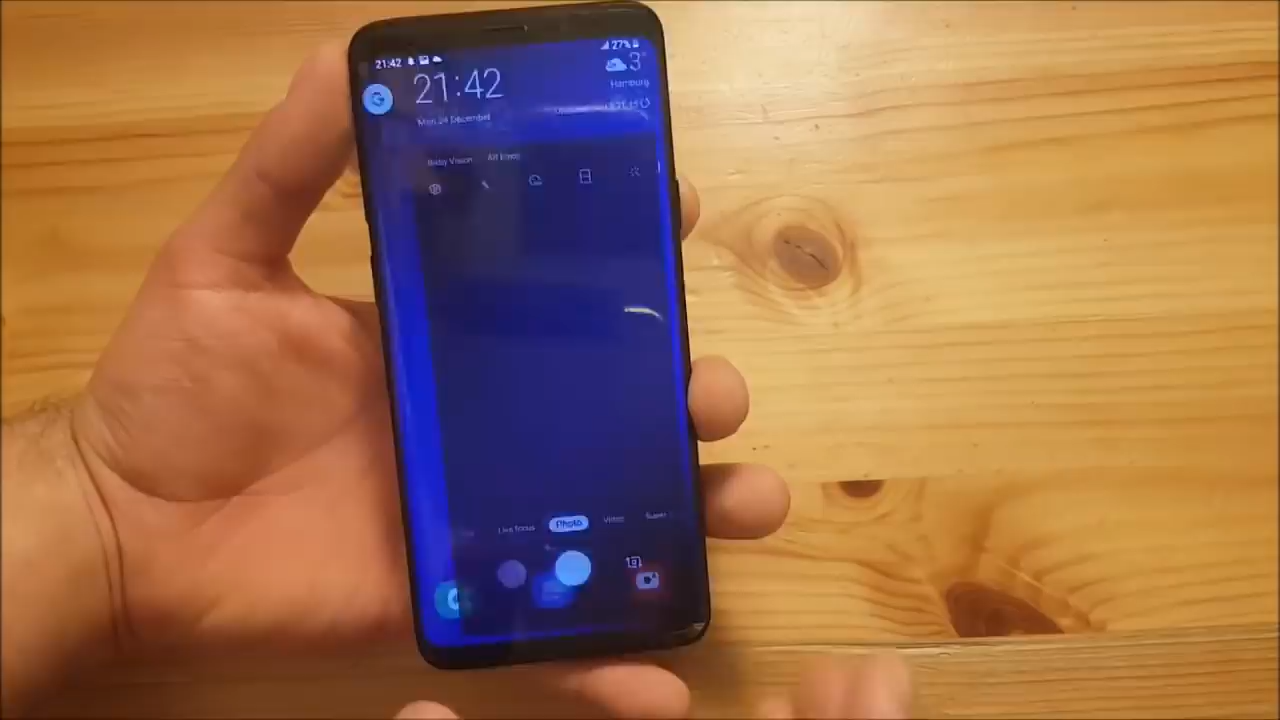 21:42
27%
21:42
3°
Hamburg
Mon, 24 December
Bixby Vision
AR Emoji
Live focus
Photo
Video
Super